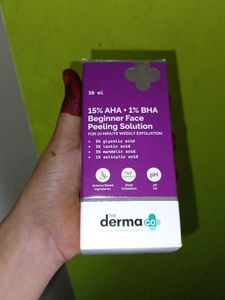 30 ml
15% AHA + 1% BHA
Beginner Face
Peeling Solution
FOR 10 MINUTE WEEKLY EXFOLIATION
5% glycolic acid
5% lactic acid
5% mandelic acid
1% salicylic acid
pH
Science Based
Ingredients
Deep
Exfoliation
pH
THE
derma co